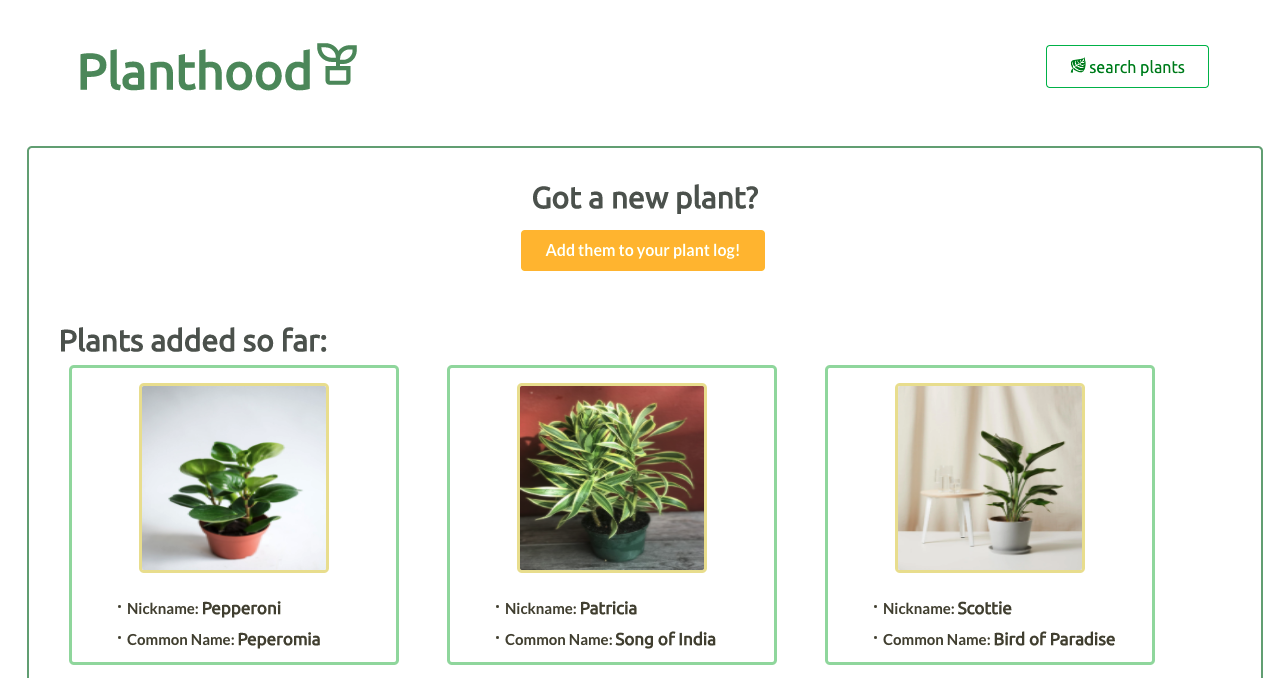 Planthood
search plants
Got a new plant?
Add them to your plant log!
Plants added so far:
· Nickname: Pepperoni
· Common Name: Peperomia
· Nickname: Patricia
· Common Name: Song of India
· Nickname: Scottie
· Common Name: Bird of Paradise